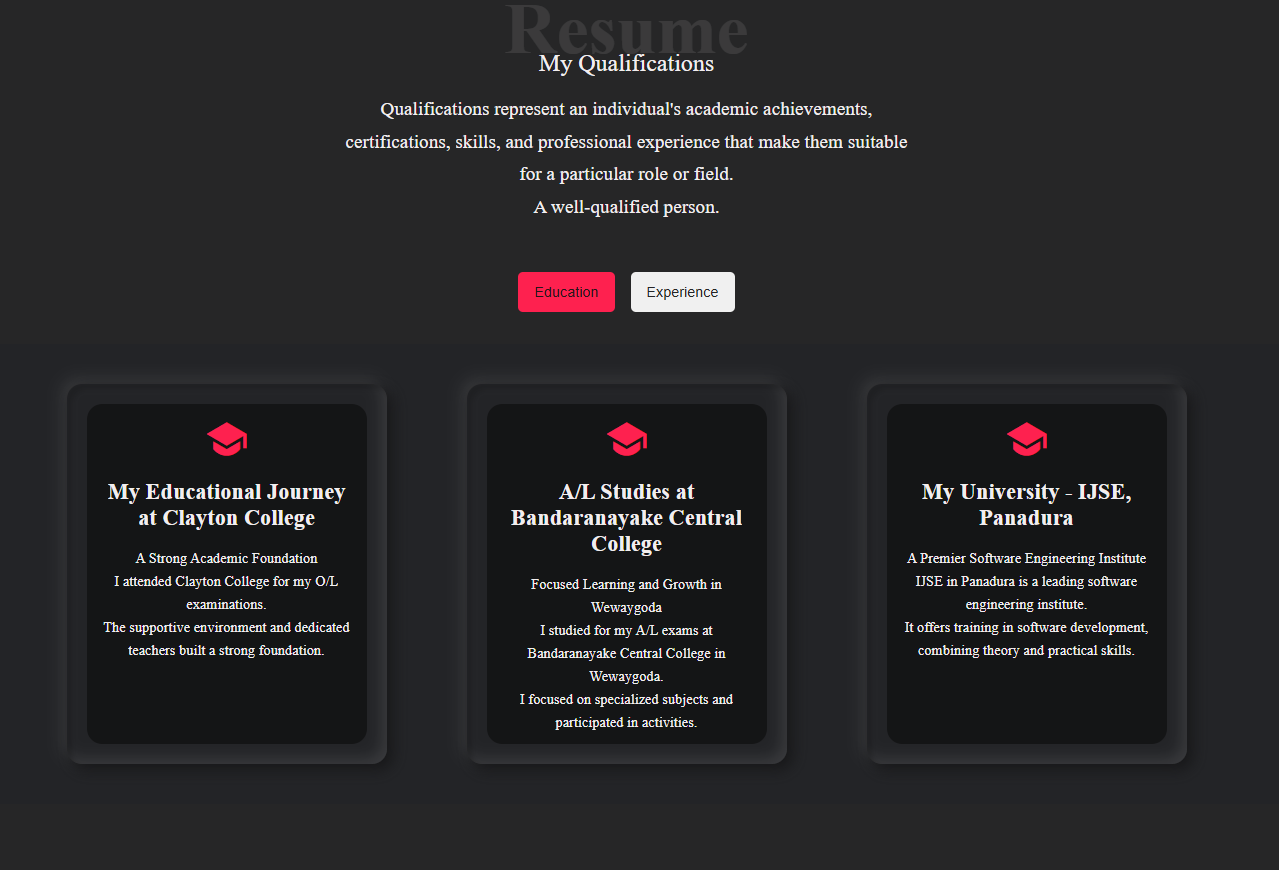 Resume
My Qualifications
Qualifications represent an individual's academic achievements,
certifications, skills, and professional experience that make them suitable
for a particular role or field.
A well-qualified person.
Education
Experience
My Educational Journey
at Clayton College
A Strong Academic Foundation
I attended Clayton College for my O/L
examinations.
The supportive environment and dedicated
teachers built a strong foundation.
A/L Studies at
Bandaranayake Central
College
Focused Learning and Growth in
Wewaygoda
I studied for my A/L exams at
Bandaranayake Central College in
Wewaygoda.
I focused on specialized subjects and
participated in activities.
My University - IJSE,
Panadura
A Premier Software Engineering Institute
IJSE in Panadura is a leading software
engineering institute.
It offers training in software development,
combining theory and practical skills.